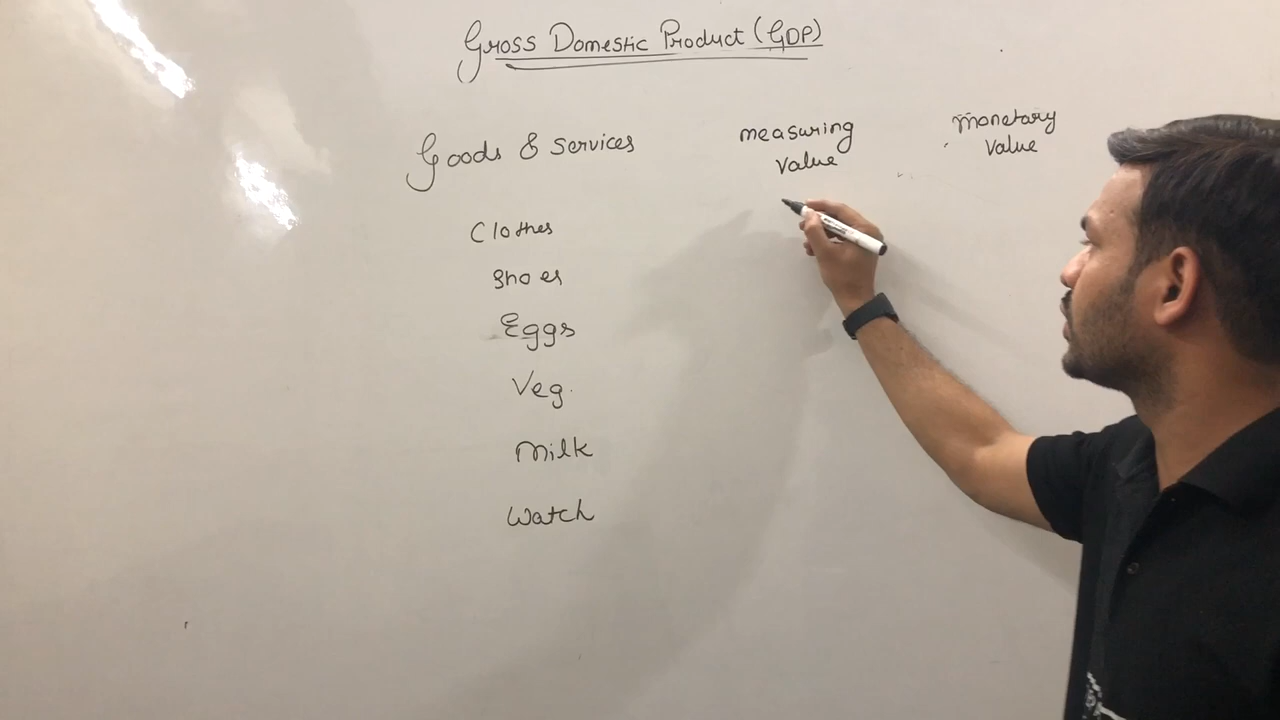 Gross Domestic Product (GDP)
Goods & services
measuring
value
monetary
value
Clothes
Shoes
Eggs
Veg.
Milk
Watch